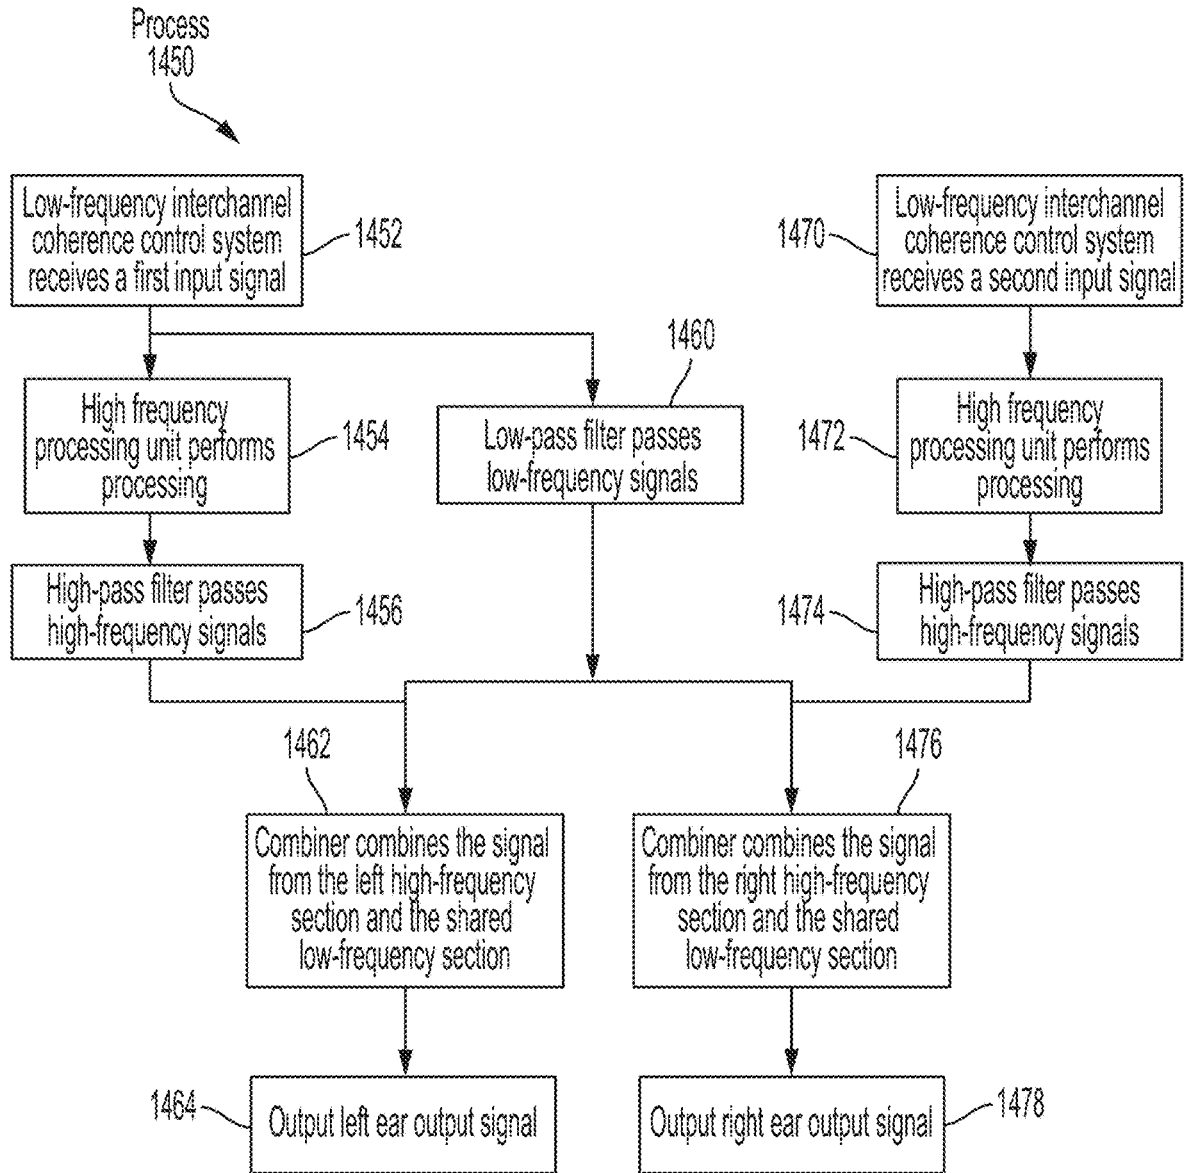 Process
1450
Low-frequency interchannel
coherence control system
receives a first input signal
1452
1470
Low-frequency interchannel
coherence control system
receives a second input signal
1460
High frequency
processing unit performs
processing
1454
Low-pass filter passes
low-frequency signals
1472
High frequency
processing unit performs
processing
High-pass filter passes
high-frequency signals
1456
1474
High-pass filter passes
high-frequency signals
1462
1476
Combiner combines the signal
from the left high-frequency
section and the shared
low-frequency section
Combiner combines the signal
from the right high-frequency
section and the shared
low-frequency section
1464
Output left ear output signal
Output right ear output signal
1478